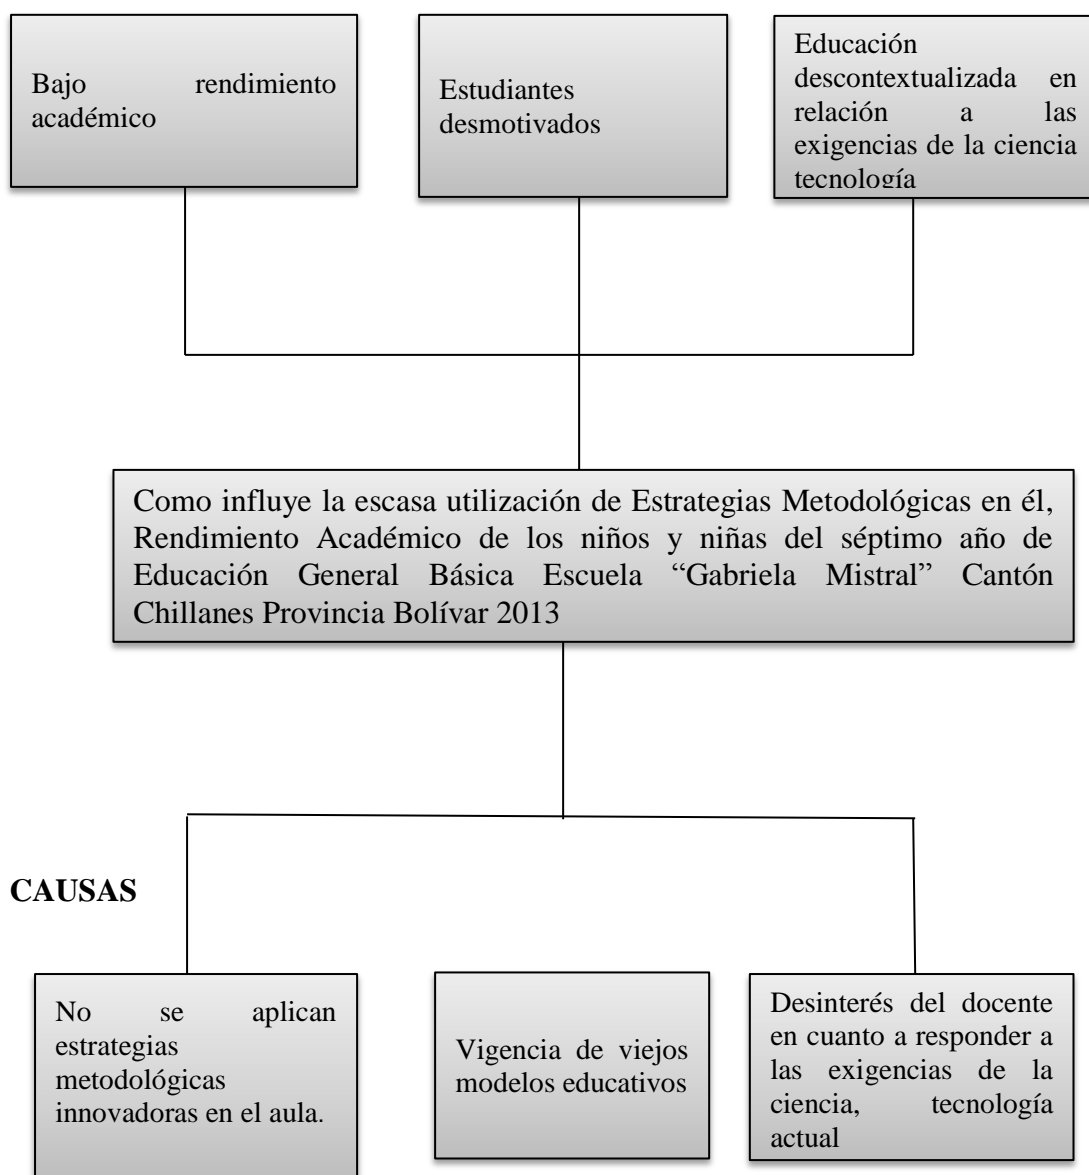 Bajo rendimiento
académico
Estudiantes
desmotivados
Educación
descontextualizada en
relación a las
exigencias de la ciencia
tecnología
Como influye la escasa utilización de Estrategias Metodológicas en él,
Rendimiento Académico de los niños y niñas del séptimo año de
Educación General Básica Escuela “Gabriela Mistral” Cantón
Chillanes Provincia Bolívar 2013
CAUSAS
No se aplican
estrategias
metodológicas
innovadoras en el aula.
Vigencia de viejos
modelos educativos
Desinterés del docente
en cuanto a responder a
las exigencias de la
ciencia, tecnología
actual